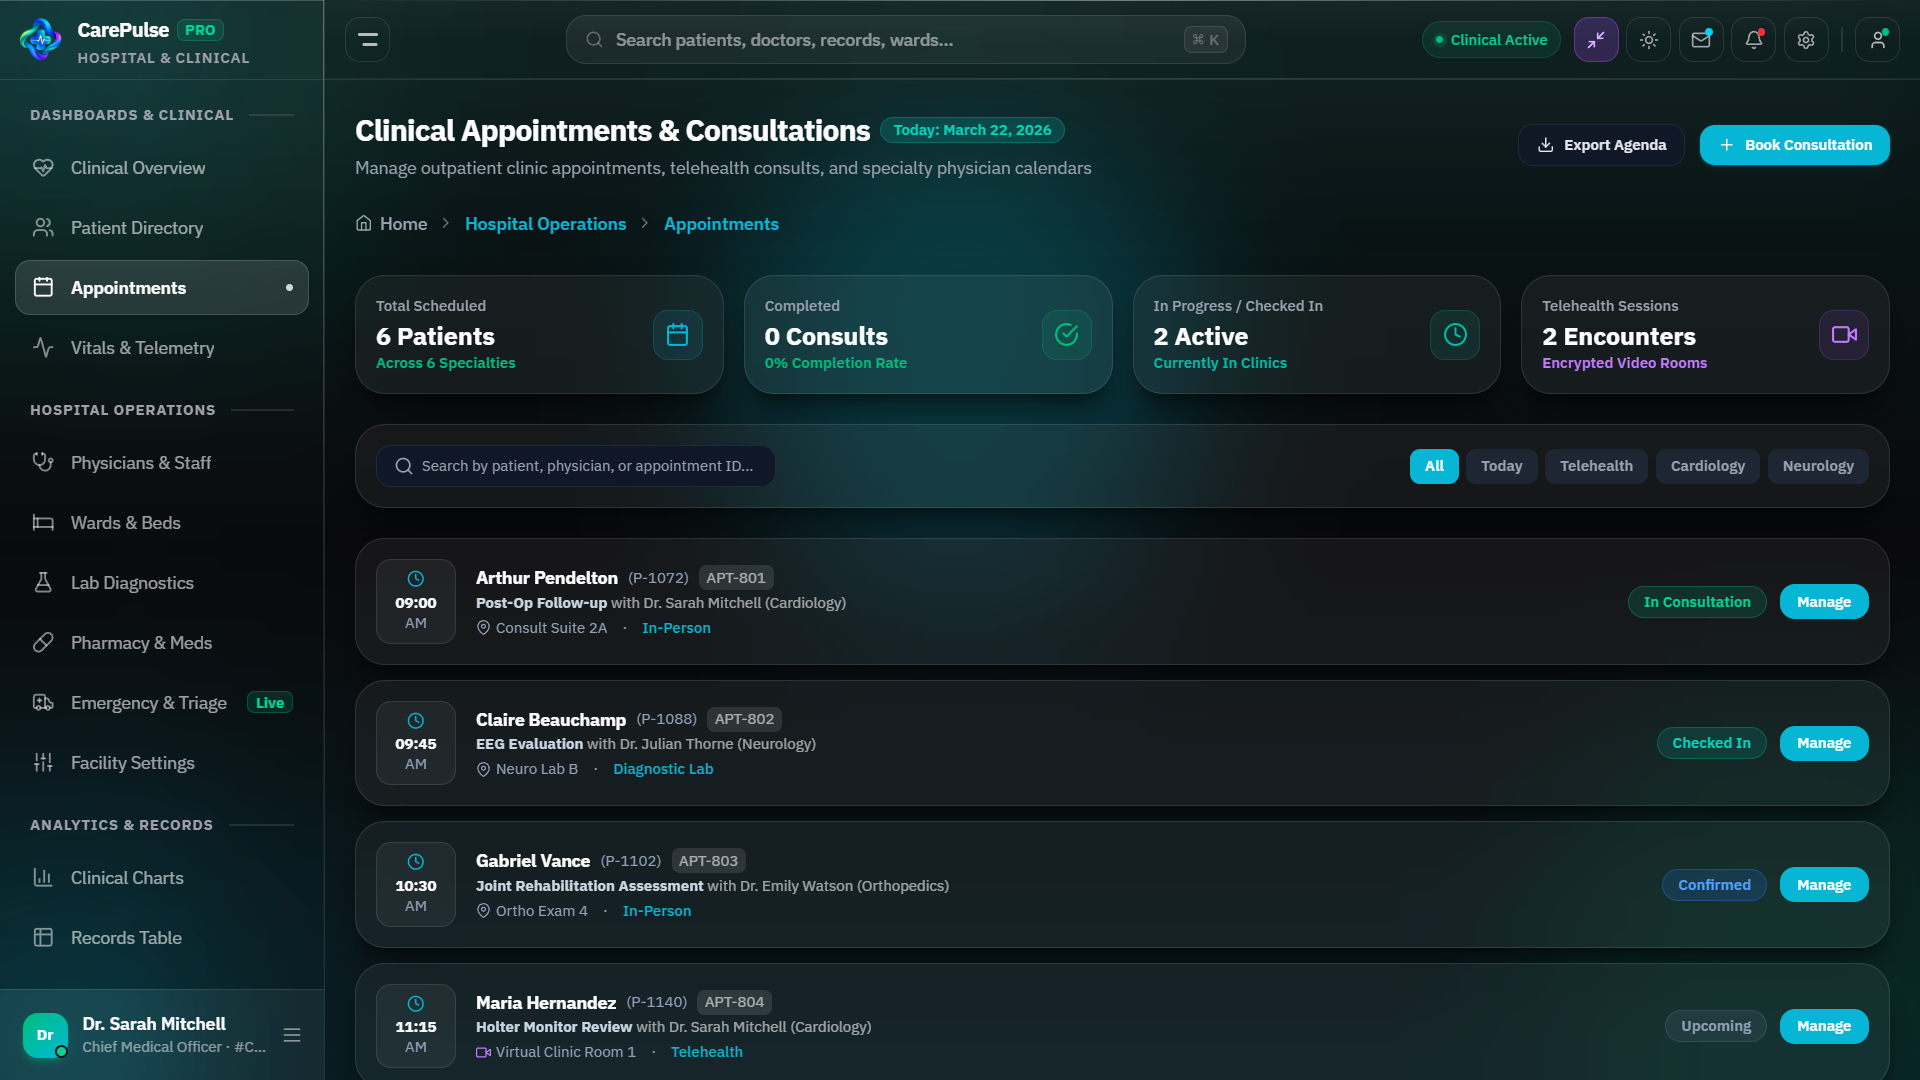 CarePulse PRO
HOSPITAL & CLINICAL
Search patients, doctors, records, wards...
⌘ K
Clinical Active
DASHBOARDS & CLINICAL
Clinical Overview
Patient Directory
Appointments
Vitals & Telemetry
HOSPITAL OPERATIONS
Physicians & Staff
Wards & Beds
Lab Diagnostics
Pharmacy & Meds
Emergency & Triage Live
Facility Settings
ANALYTICS & RECORDS
Clinical Charts
Records Table
Dr
Dr. Sarah Mitchell
Chief Medical Officer · #C...
Clinical Appointments & Consultations Today: March 22, 2026
Manage outpatient clinic appointments, telehealth consults, and specialty physician calendars
Export Agenda
Book Consultation
Home > Hospital Operations > Appointments
Total Scheduled
6 Patients
Across 6 Specialties
Completed
0 Consults
0% Completion Rate
In Progress / Checked In
2 Active
Currently In Clinics
Telehealth Sessions
2 Encounters
Encrypted Video Rooms
Search by patient, physician, or appointment ID...
All Today Telehealth Cardiology Neurology
09:00
AM
Arthur Pendelton (P-1072) APT-801
Post-Op Follow-up with Dr. Sarah Mitchell (Cardiology)
Consult Suite 2A · In-Person
In Consultation Manage
09:45
AM
Claire Beauchamp (P-1088) APT-802
EEG Evaluation with Dr. Julian Thorne (Neurology)
Neuro Lab B · Diagnostic Lab
Checked In Manage
10:30
AM
Gabriel Vance (P-1102) APT-803
Joint Rehabilitation Assessment with Dr. Emily Watson (Orthopedics)
Ortho Exam 4 · In-Person
Confirmed Manage
11:15
AM
Maria Hernandez (P-1140) APT-804
Holter Monitor Review with Dr. Sarah Mitchell (Cardiology)
Virtual Clinic Room 1 · Telehealth
Upcoming Manage